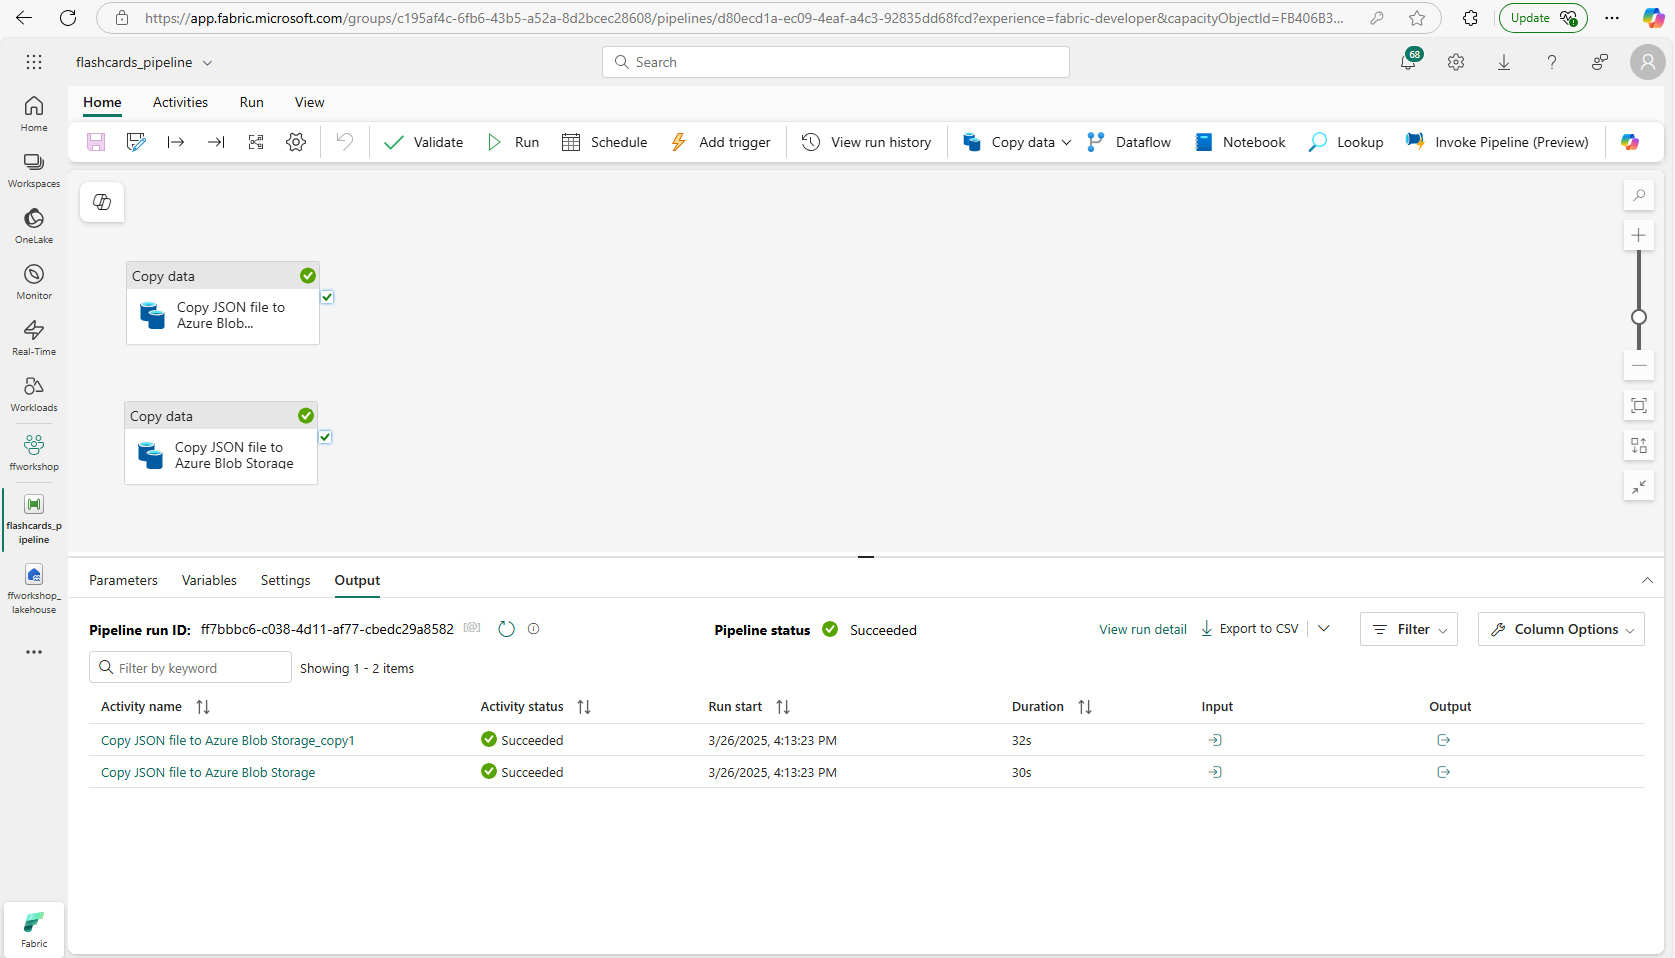 https://app.fabric.microsoft.com/groups/c195af4c-6fb6-43b5-a52a-8d2bcec28608/pipelines/d80ecd1a-ec09-4eaf-a4c3-92835dd68fcd?experience=fabric-developer&capacityObjectId=FB406B3...
Update
flashcards_pipeline
Search
68
Home
Activities
Run
View
Validate
Run
Schedule
Add trigger
View run history
Copy data
Dataflow
Notebook
Lookup
Invoke Pipeline (Preview)
Home
Workspaces
OneLake
Monitor
Real-Time
Workloads
ffworkshop
flashcards_p
ipeline
ffworkshop_
lakehouse
Fabric
Copy data
Copy JSON file to
Azure Blob...
Copy data
Copy JSON file to
Azure Blob Storage
Parameters
Variables
Settings
Output
Pipeline run ID: ff7bbbc6-c038-4d11-af77-cbedc29a8582
Pipeline status Succeeded
View run detail
Export to CSV
Filter
Column Options
Filter by keyword
Showing 1 - 2 items
Activity name Activity status Run start Duration Input Output
Copy JSON file to Azure Blob Storage_copy1 Succeeded 3/26/2025, 4:13:23 PM 32s
Copy JSON file to Azure Blob Storage Succeeded 3/26/2025, 4:13:23 PM 30s